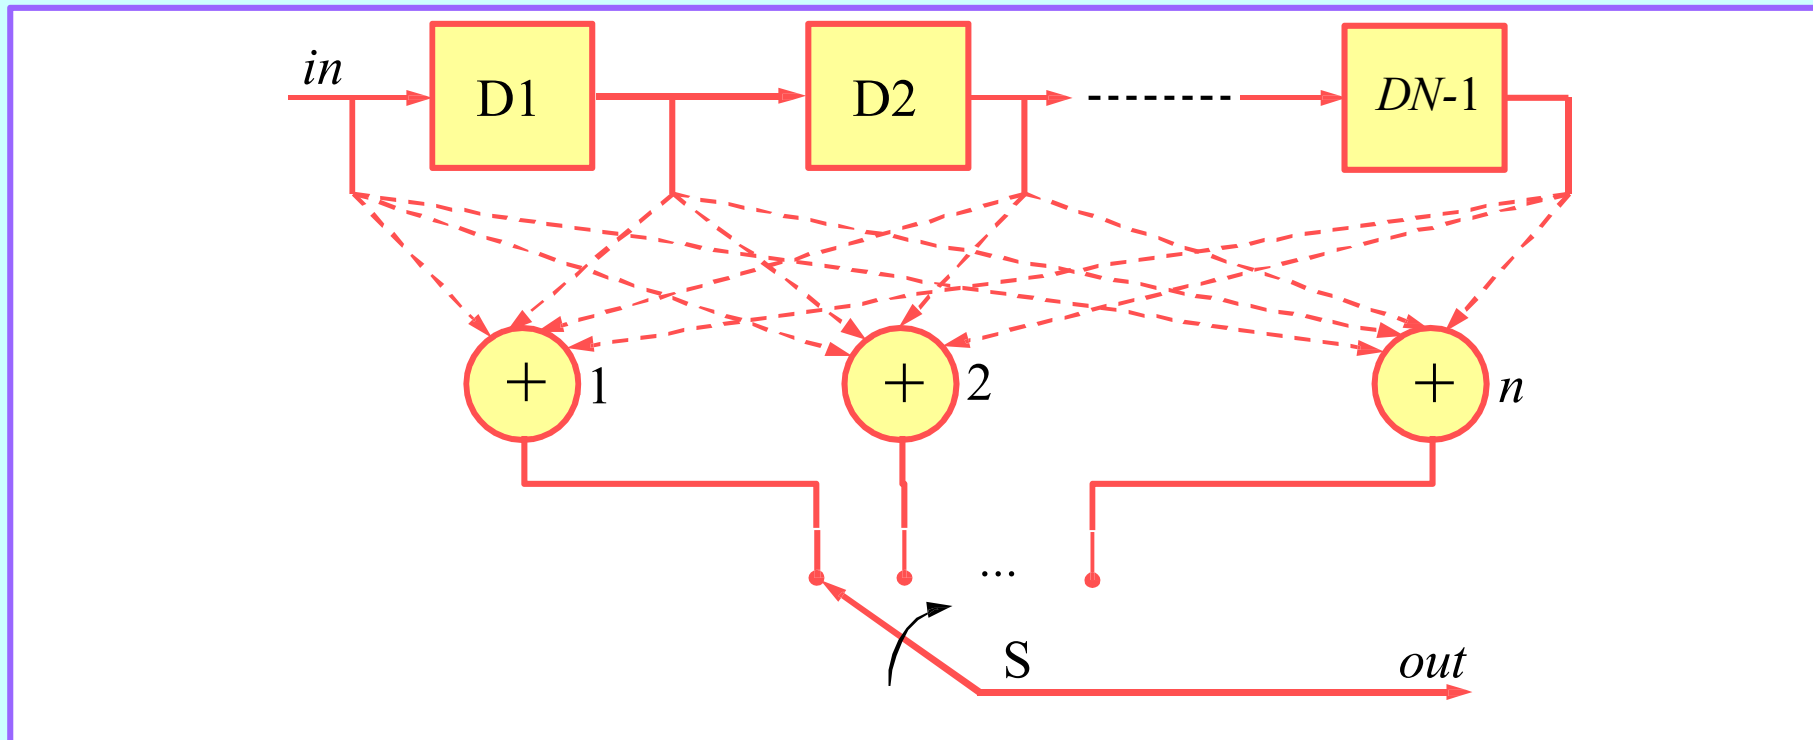 in
D1
D2
DN-1
+ 1
+ 2
+ n
...
S
out